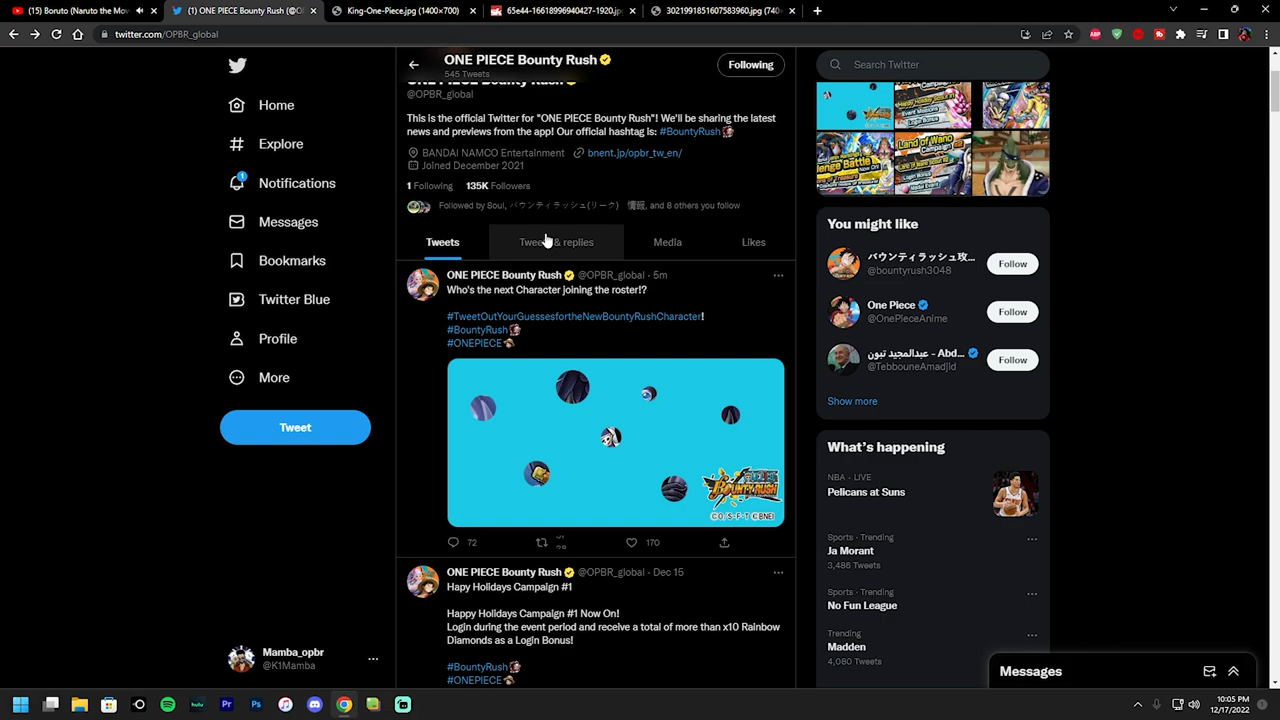 (15) Boruto (Naruto the Mov
(1) ONE PIECE Bounty Rush (@O
King-One-Piece.jpg (1400×700)
65e44-16618996940427-1920.jpg
3021991851607583960.jpg (740×
twitter.com/OPBR_global
Home
Explore
1
Notifications
Messages
Bookmarks
Twitter Blue
Profile
More
Tweet
Mamba_opbr
@K1Mamba
ONE PIECE Bounty Rush
545 Tweets
Following
ONE PIECE Bounty Rush
@OPBR_global
This is the official Twitter for "ONE PIECE Bounty Rush"! We'll be sharing the latest
news and previews from the app! Our official hashtag is: #BountyRush
BANDAI NAMCO Entertainment bnent.jp/opbr_tw_en/
Joined December 2021
1 Following 135K Followers
Followed by Soul, バウンティラッシュ(リーク) 情報, and 8 others you follow
Tweets
Tweets & replies
Media
Likes
ONE PIECE Bounty Rush @OPBR_global · 5m
Who's the next Character joining the roster!?
#TweetOutYourGuessesfortheNewBountyRushCharacter!
#BountyRush
#ONEPIECE
BOUNTY RUSH
©O/S·F·T ©BNEI
72
170
ONE PIECE Bounty Rush @OPBR_global · Dec 15
Hapy Holidays Campaign #1
Happy Holidays Campaign #1 Now On!
Login during the event period and receive a total of more than x10 Rainbow
Diamonds as a Login Bonus!
#BountyRush
#ONEPIECE
Search Twitter
Land of Wano
You might like
バウンティラッシュ攻...
@bountyrush3048
Follow
One Piece
@OnePieceAnime
Follow
عبدالمجيد تبون - Abd...
@TebbouneAmadjid
Follow
Show more
What's happening
NBA · LIVE
Pelicans at Suns
Sports · Trending
Ja Morant
3,486 Tweets
Sports · Trending
No Fun League
Trending
Madden
4,080 Tweets
Messages
10:05 PM
12/17/2022